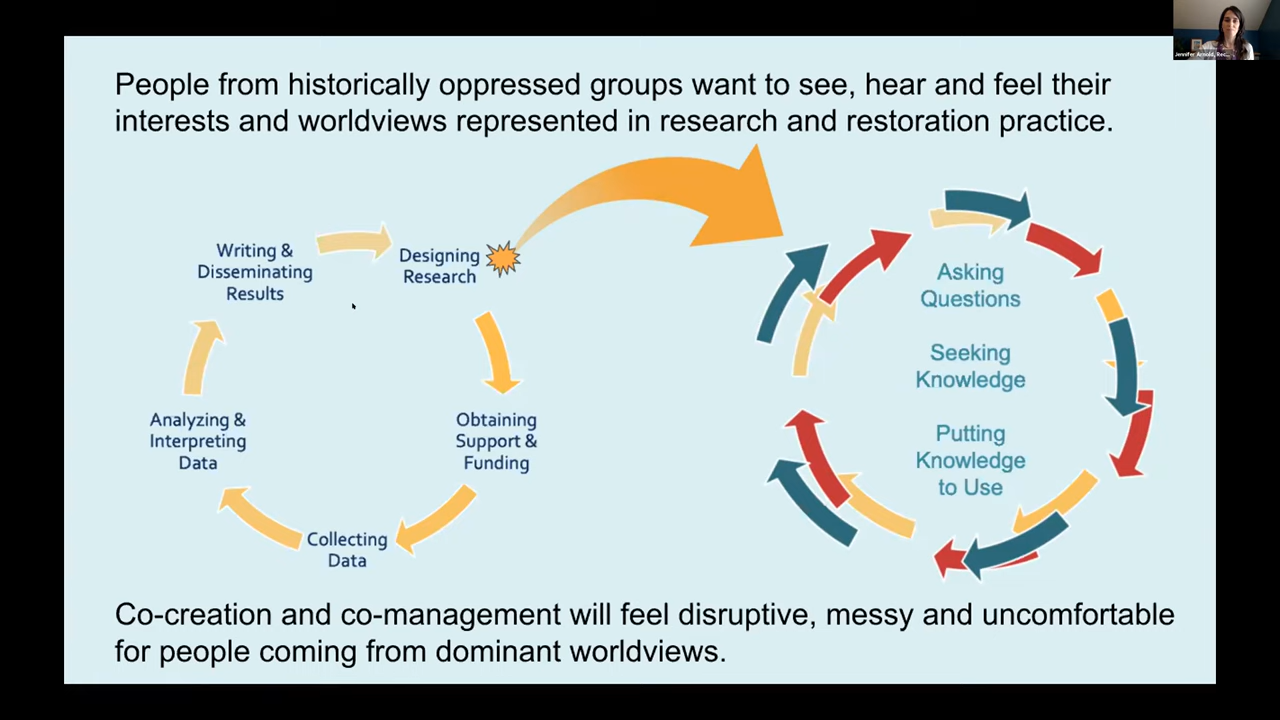 Jennifer Arnold, Rec...
People from historically oppressed groups want to see, hear and feel their
interests and worldviews represented in research and restoration practice.
Writing &
Disseminating
Results
Designing
Research
Obtaining
Support &
Funding
Collecting
Data
Analyzing &
Interpreting
Data
Asking
Questions
Seeking
Knowledge
Putting
Knowledge
to Use
Co-creation and co-management will feel disruptive, messy and uncomfortable
for people coming from dominant worldviews.